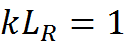 kL_R = 1